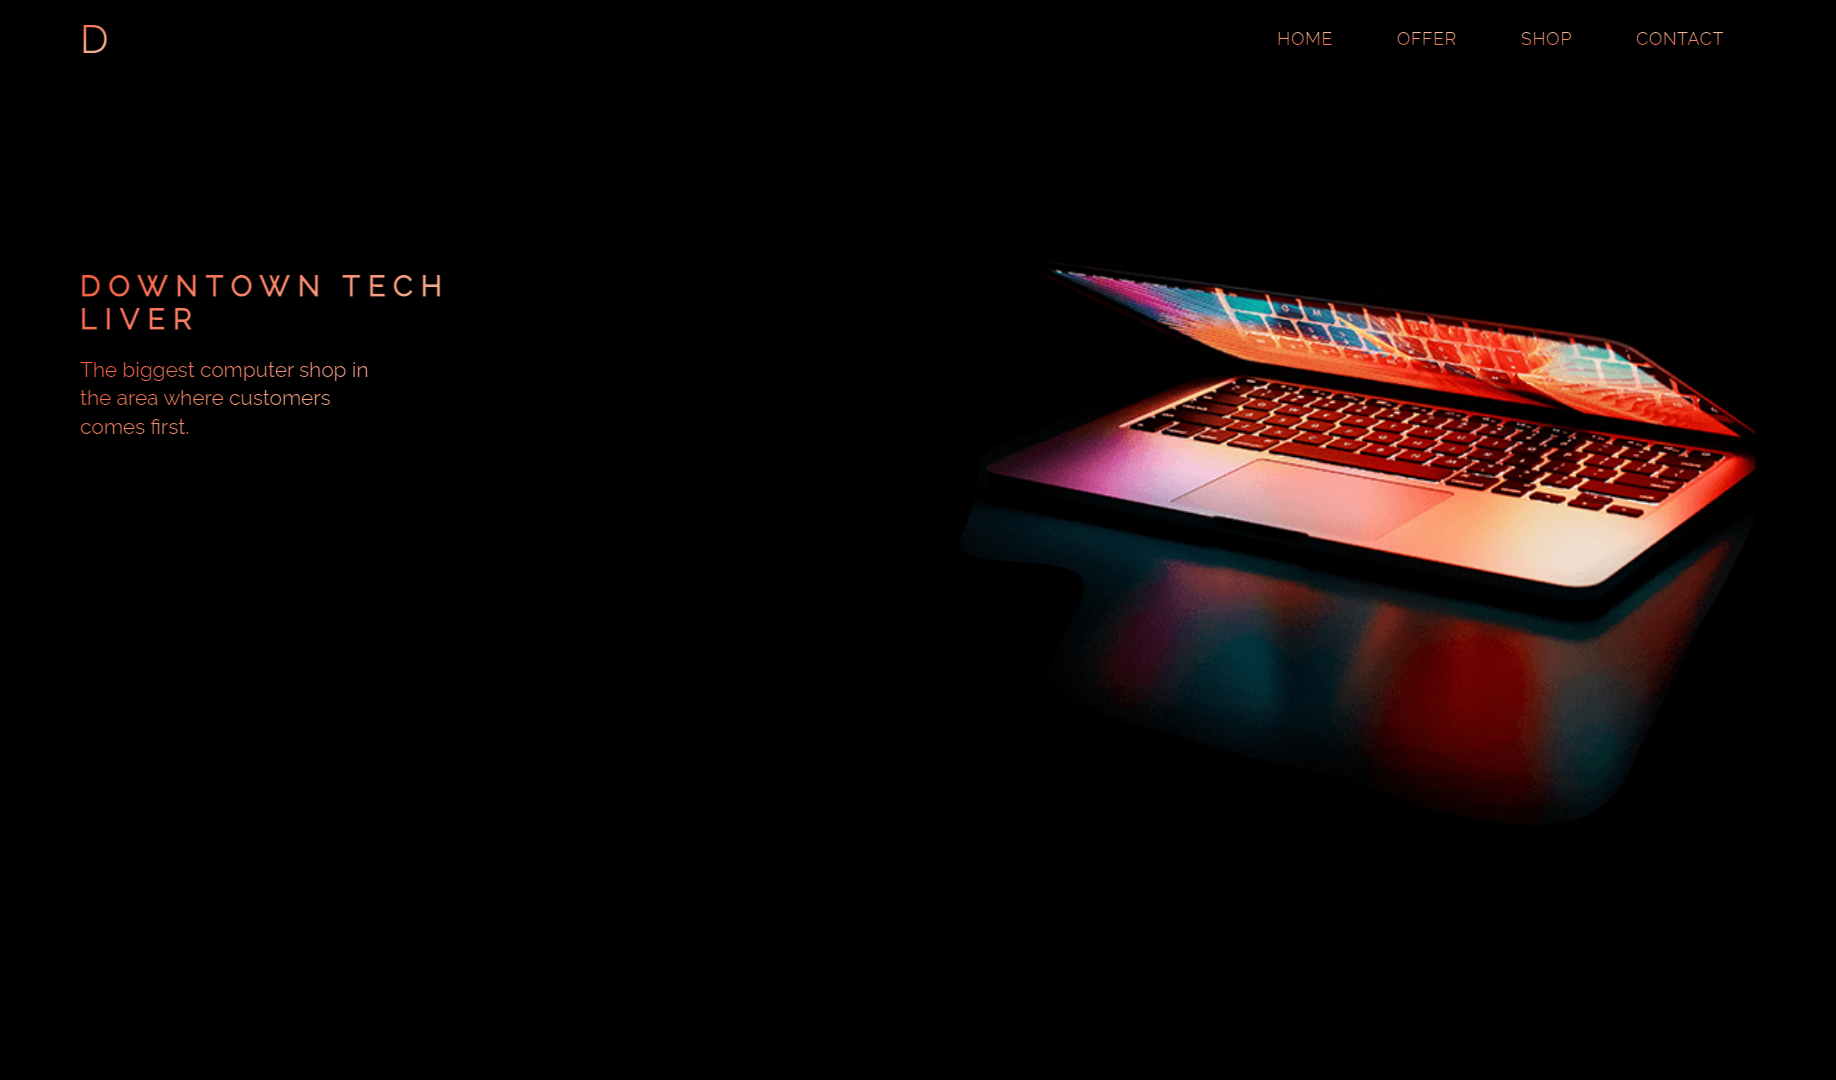 D
HOME OFFER SHOP CONTACT
DOWNTOWN TECH
LIVER
The biggest computer shop in
the area where customers
comes first.